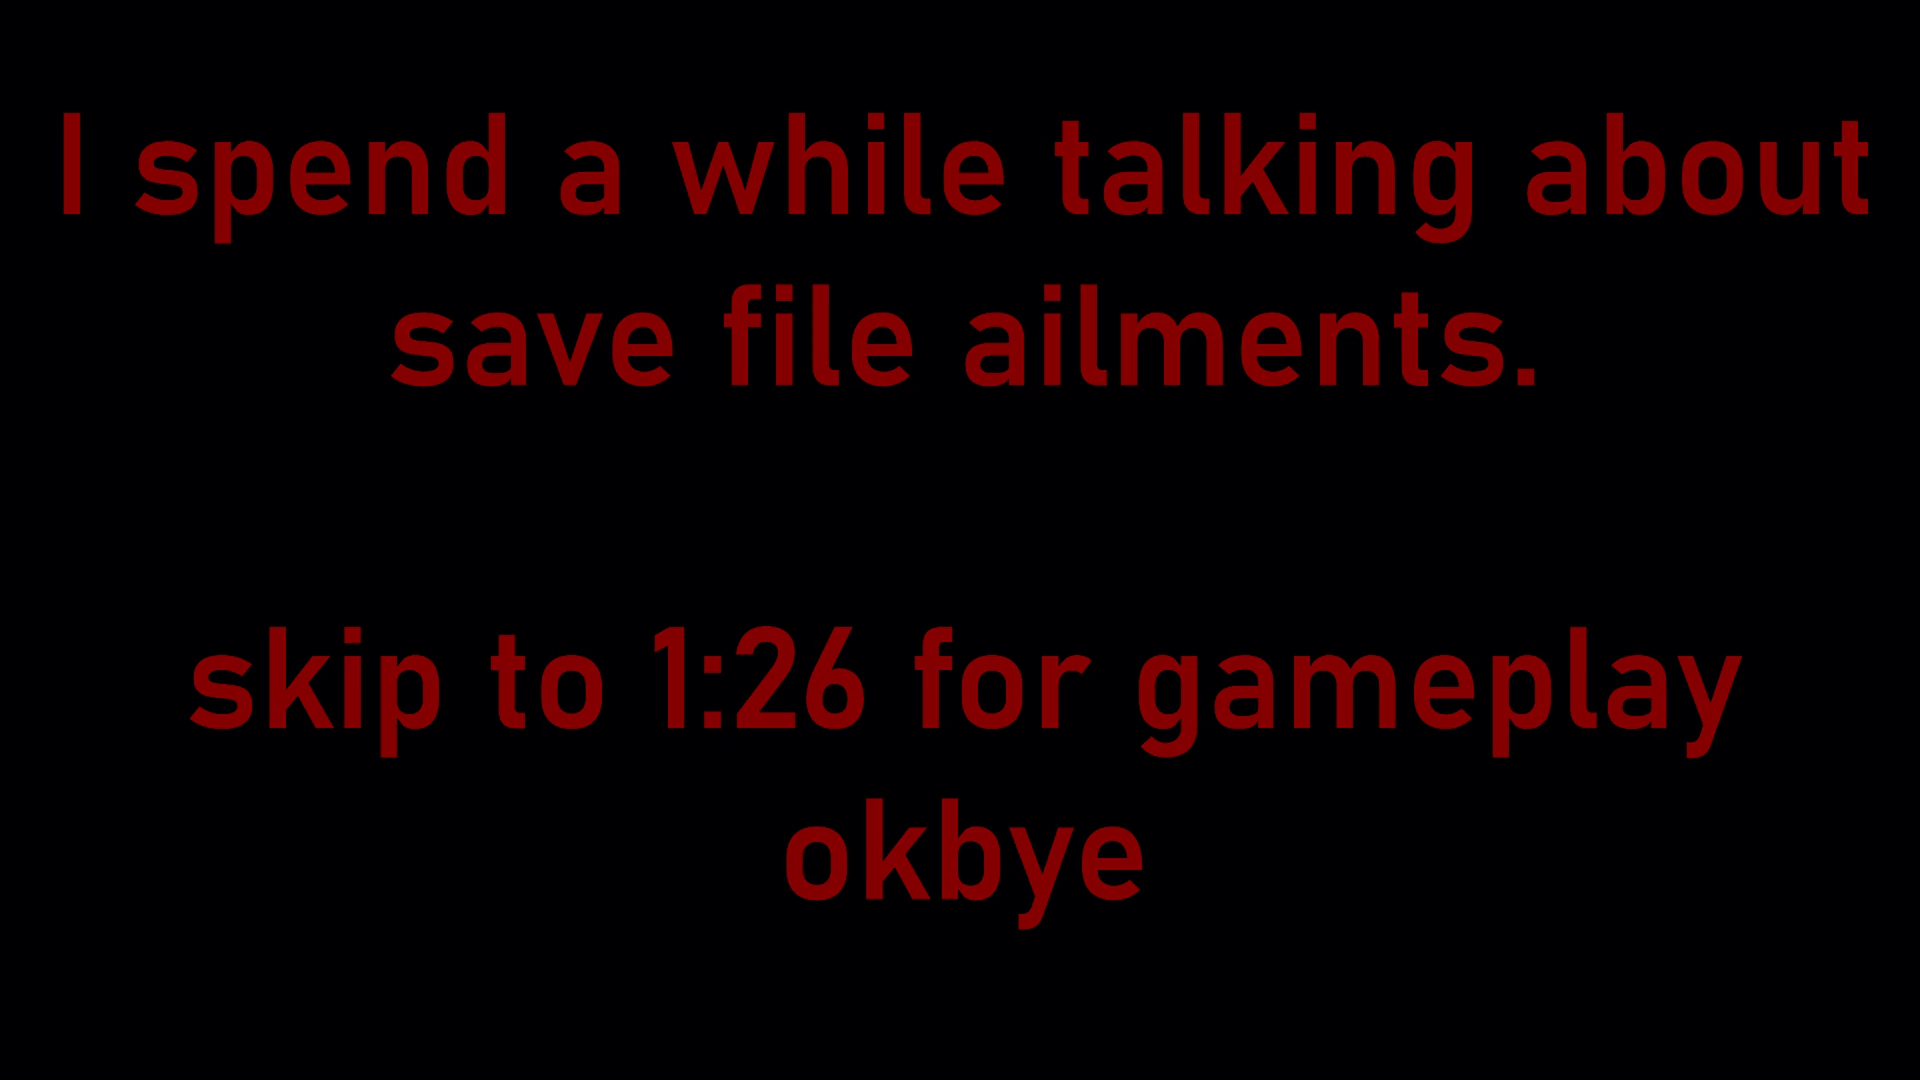 I spend a while talking about
save file ailments.
skip to 1:26 for gameplay
okbye